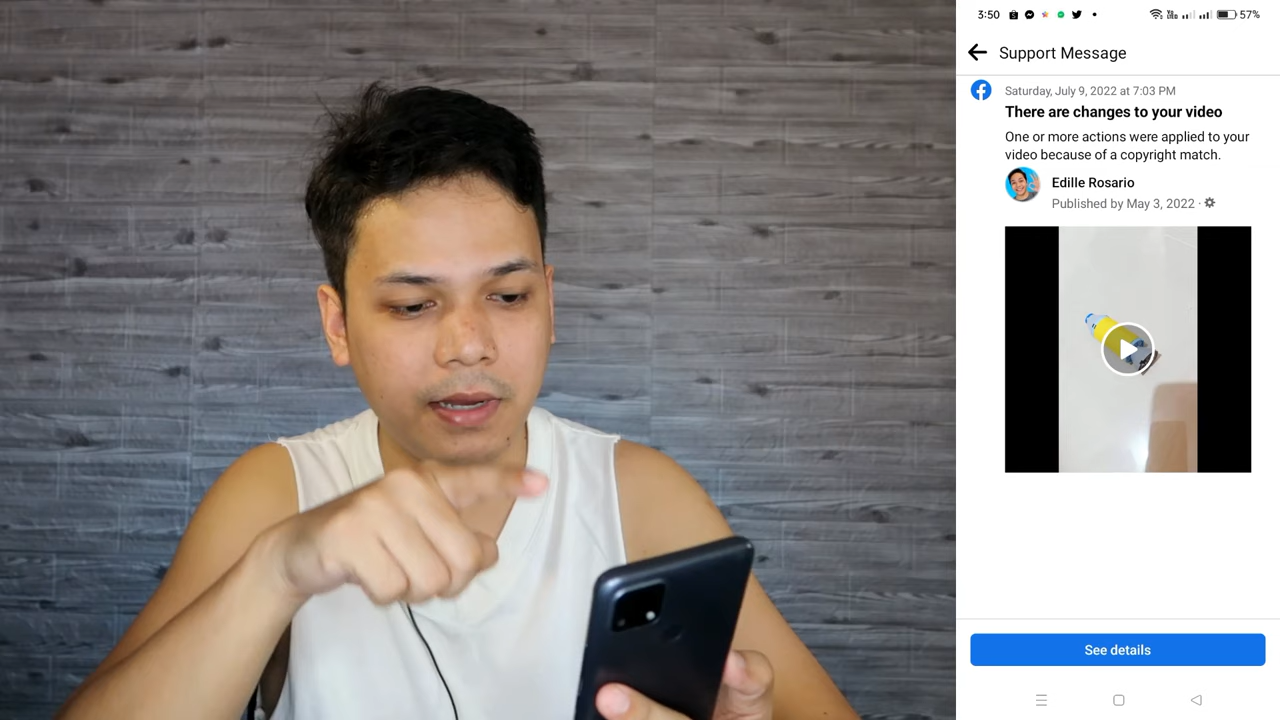 3:50
57%
Support Message
Saturday, July 9, 2022 at 7:03 PM
There are changes to your video
One or more actions were applied to your
video because of a copyright match.
Edille Rosario
Published by May 3, 2022 ·
See details